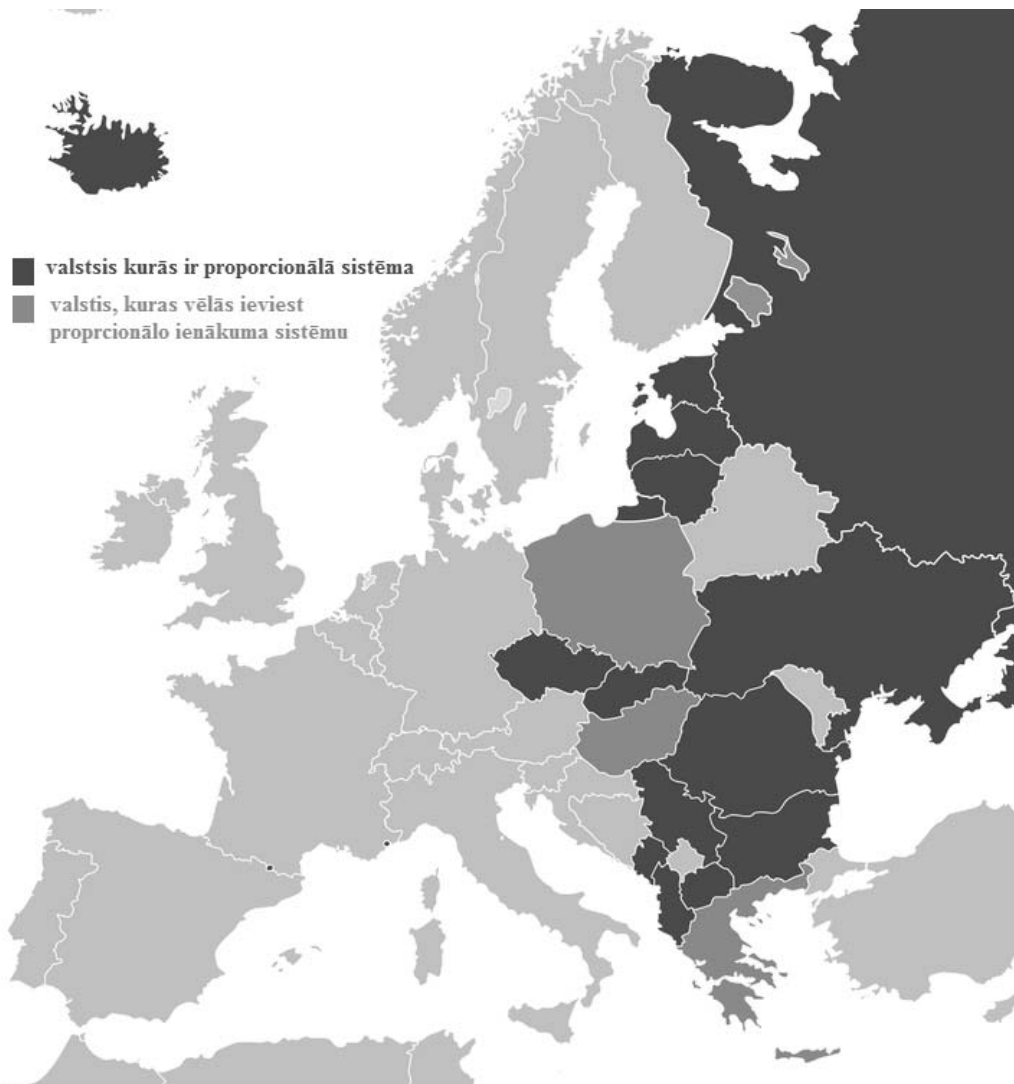 valstsis kurās ir proporcionālā sistēma
valstis, kuras vēlās ieviest
proprcionālo ienākuma sistēmu